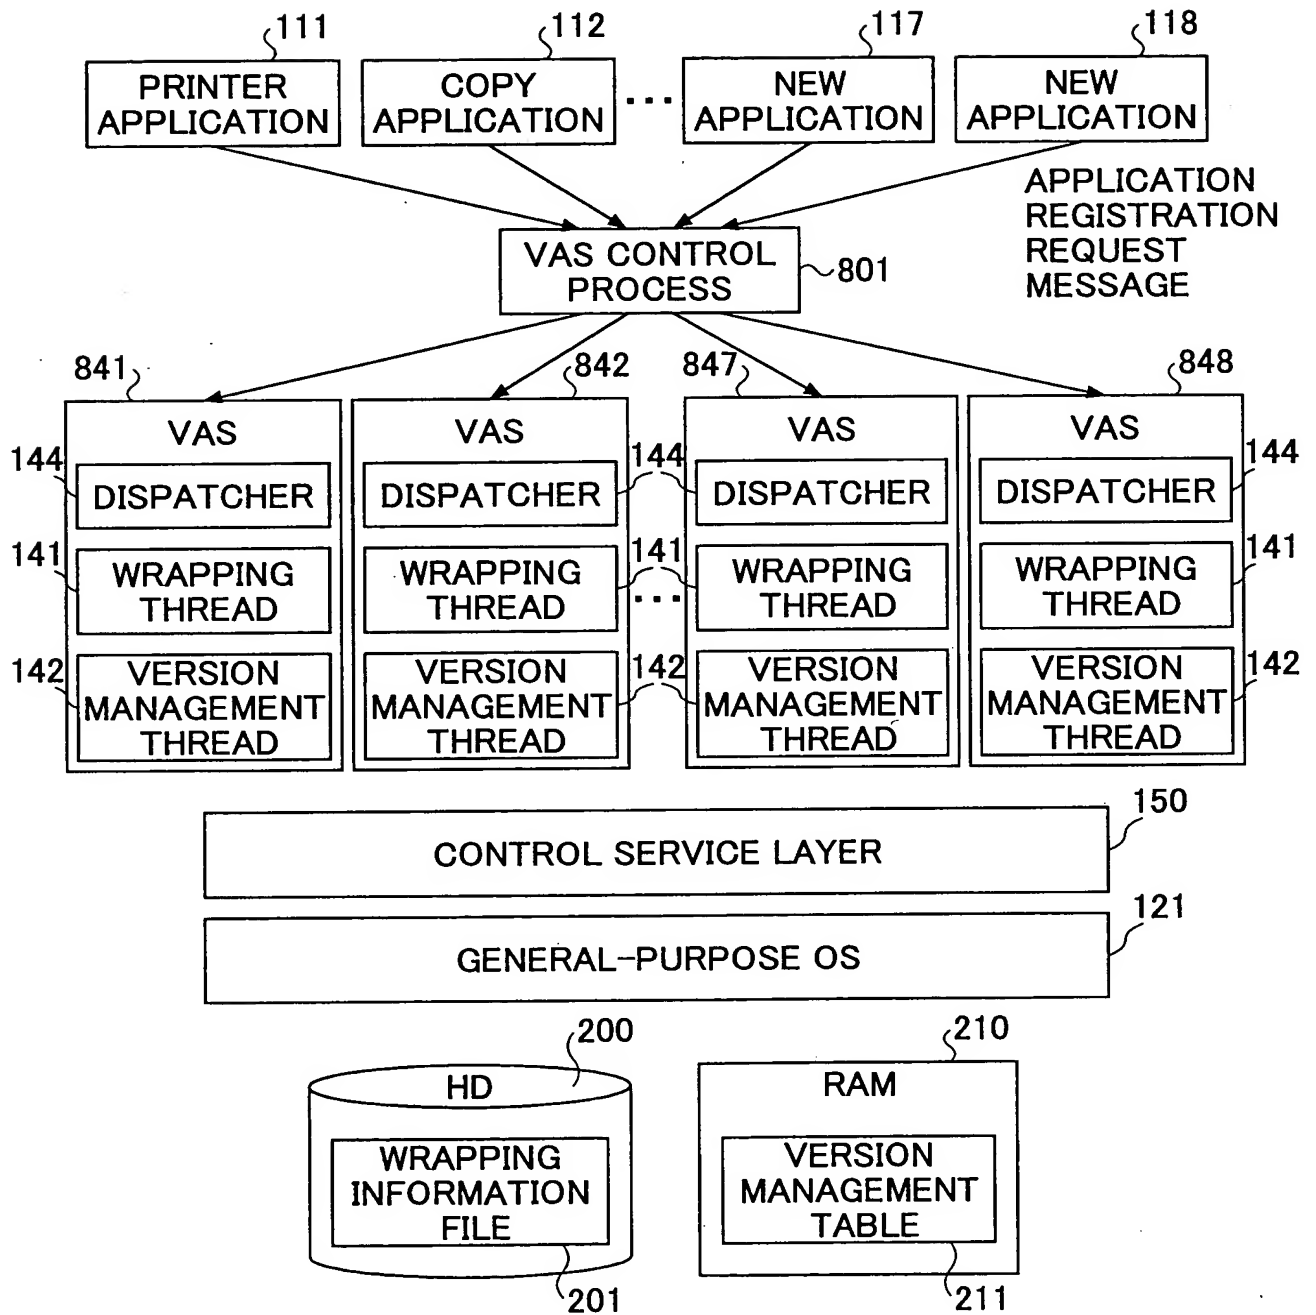 111
112
117
118
PRINTER
APPLICATION
COPY
APPLICATION
NEW
APPLICATION
NEW
APPLICATION
APPLICATION
REGISTRATION
REQUEST
MESSAGE
VAS CONTROL
PROCESS
801
841
842
847
848
VAS
VAS
VAS
VAS
144
DISPATCHER
DISPATCHER
144
DISPATCHER
DISPATCHER
144
141
WRAPPING
THREAD
WRAPPING
THREAD
141
WRAPPING
THREAD
WRAPPING
THREAD
141
142
VERSION
MANAGEMENT
THREAD
VERSION
MANAGEMENT
THREAD
142
VERSION
MANAGEMENT
THREAD
VERSION
MANAGEMENT
THREAD
142
150
CONTROL SERVICE LAYER
121
GENERAL-PURPOSE OS
200
HD
WRAPPING
INFORMATION
FILE
201
210
RAM
VERSION
MANAGEMENT
TABLE
211